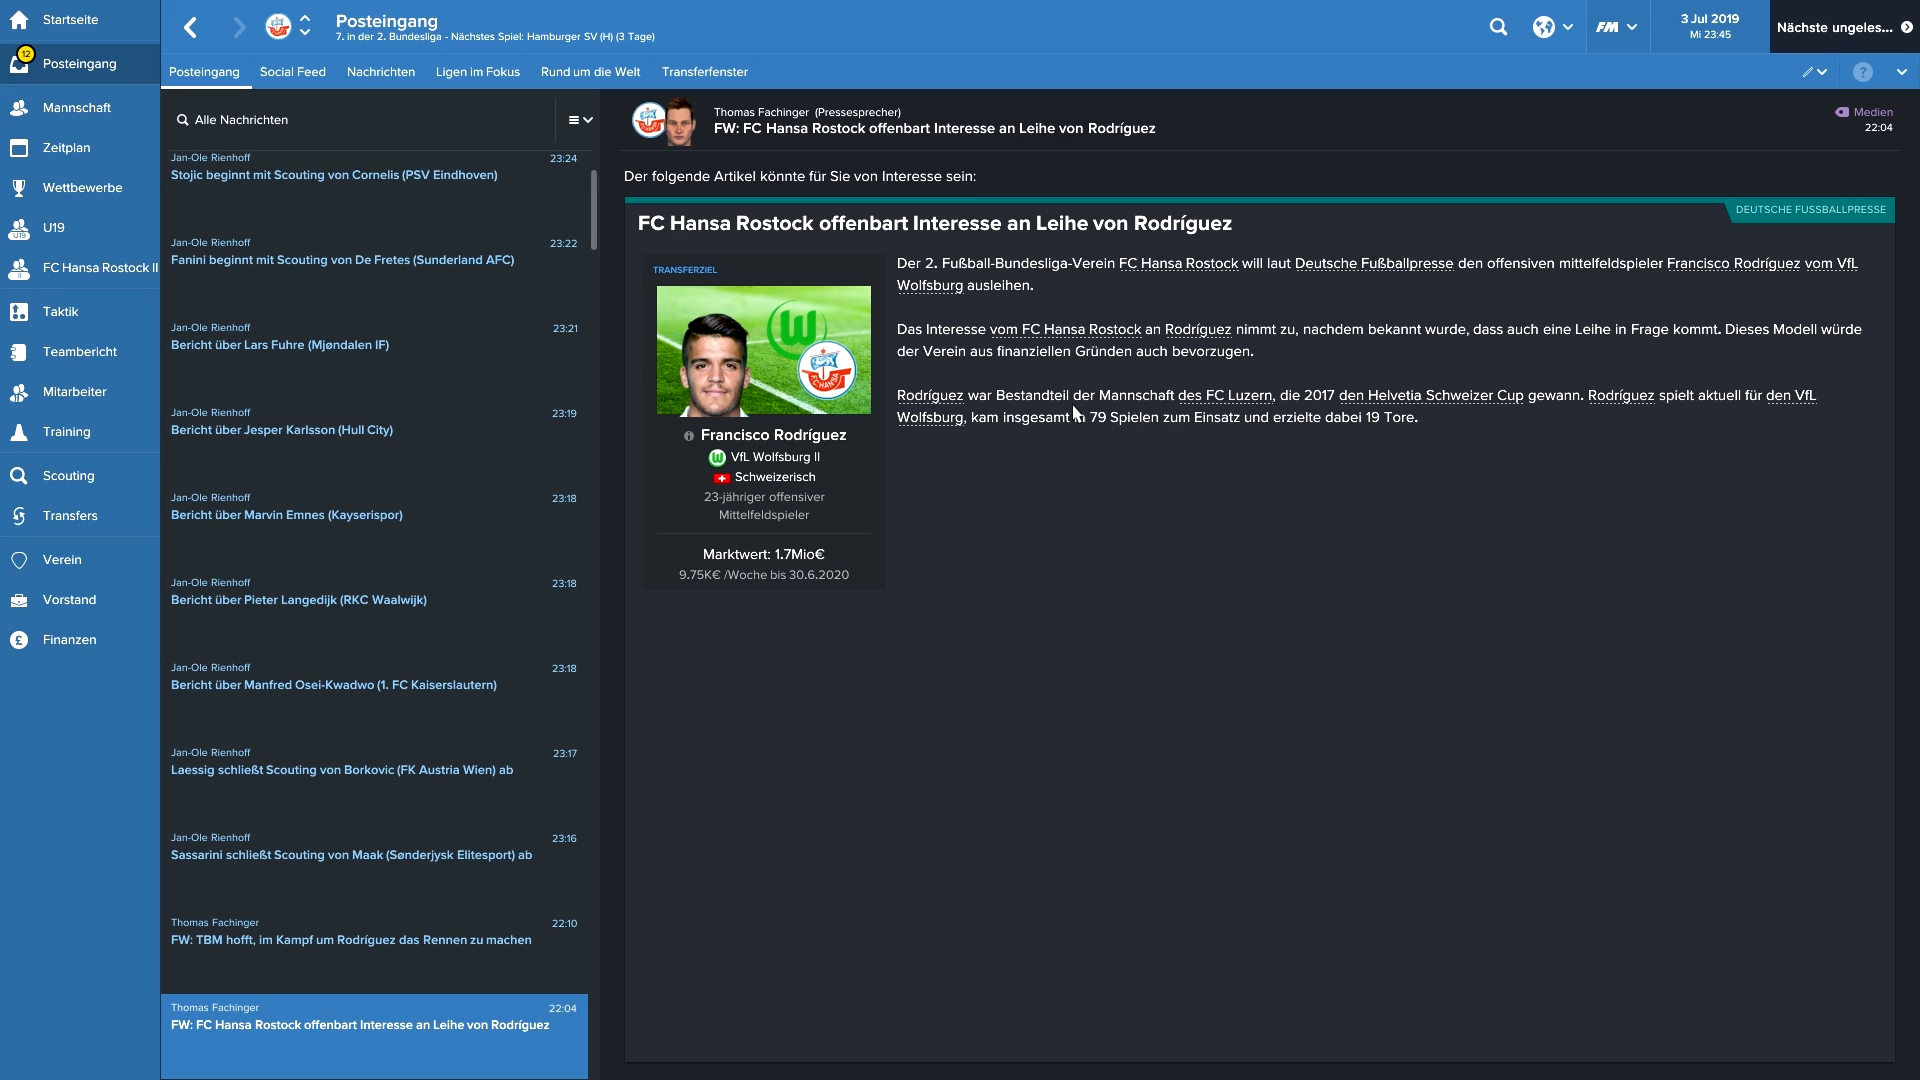 Startseite
12
Posteingang
Mannschaft
Zeitplan
Wettbewerbe
U19
U19
FC Hansa Rostock II
Taktik
Teambericht
Mitarbeiter
Training
Scouting
Transfers
Verein
Vorstand
Finanzen
Posteingang
7. in der 2. Bundesliga - Nächstes Spiel: Hamburger SV (H) (3 Tage)
FM
3 Jul 2019
Mi 23:45
Nächste ungeles...
Posteingang Social Feed Nachrichten Ligen im Fokus Rund um die Welt Transferfenster
?
Alle Nachrichten
Jan-Ole Rienhoff 23:24
Stojic beginnt mit Scouting von Cornelis (PSV Eindhoven)
Jan-Ole Rienhoff 23:22
Fanini beginnt mit Scouting von De Fretes (Sunderland AFC)
Jan-Ole Rienhoff 23:21
Bericht über Lars Fuhre (Mjøndalen IF)
Jan-Ole Rienhoff 23:19
Bericht über Jesper Karlsson (Hull City)
Jan-Ole Rienhoff 23:18
Bericht über Marvin Emnes (Kayserispor)
Jan-Ole Rienhoff 23:18
Bericht über Pieter Langedijk (RKC Waalwijk)
Jan-Ole Rienhoff 23:18
Bericht über Manfred Osei-Kwadwo (1. FC Kaiserslautern)
Jan-Ole Rienhoff 23:17
Laessig schließt Scouting von Borkovic (FK Austria Wien) ab
Jan-Ole Rienhoff 23:16
Sassarini schließt Scouting von Maak (Sønderjysk Elitesport) ab
Thomas Fachinger 22:10
FW: TBM hofft, im Kampf um Rodríguez das Rennen zu machen
Thomas Fachinger 22:04
FW: FC Hansa Rostock offenbart Interesse an Leihe von Rodríguez
Thomas Fachinger (Pressesprecher)
FW: FC Hansa Rostock offenbart Interesse an Leihe von Rodríguez
Medien
22:04
Der folgende Artikel könnte für Sie von Interesse sein:
DEUTSCHE FUSSBALLPRESSE
FC Hansa Rostock offenbart Interesse an Leihe von Rodríguez
TRANSFERZIEL
F.C. HANSA
Francisco Rodríguez
VfL Wolfsburg II
Schweizerisch
23-jähriger offensiver
Mittelfeldspieler
Marktwert: 1.7Mio€
9.75K€ /Woche bis 30.6.2020
Der 2. Fußball-Bundesliga-Verein FC Hansa Rostock will laut Deutsche Fußballpresse den offensiven mittelfeldspieler Francisco Rodríguez vom VfL
Wolfsburg ausleihen.
Das Interesse vom FC Hansa Rostock an Rodríguez nimmt zu, nachdem bekannt wurde, dass auch eine Leihe in Frage kommt. Dieses Modell würde
der Verein aus finanziellen Gründen auch bevorzugen.
Rodríguez war Bestandteil der Mannschaft des FC Luzern, die 2017 den Helvetia Schweizer Cup gewann. Rodríguez spielt aktuell für den VfL
Wolfsburg, kam insgesamt in 79 Spielen zum Einsatz und erzielte dabei 19 Tore.